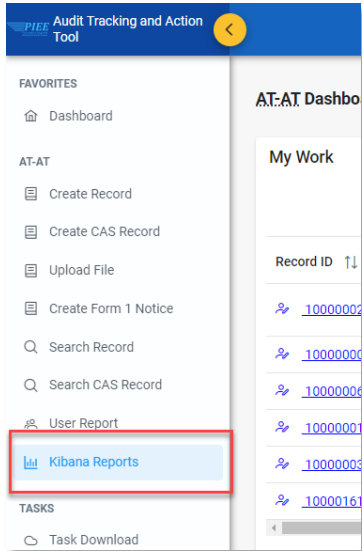 PIEE Audit Tracking and Action
Tool
FAVORITES
Dashboard
AT-AT
Create Record
Create CAS Record
Upload File
Create Form 1 Notice
Search Record
Search CAS Record
User Report
Kibana Reports
TASKS
Task Download
AT-AT Dashbo
My Work
Record ID
10000002
10000000
10000006
10000001
10000003
1000161